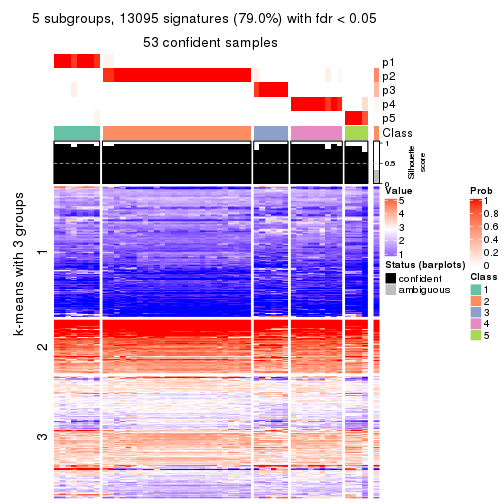 5 subgroups, 13095 signatures (79.0%) with fdr < 0.05
53 confident samples
p1
p2
p3
p4
p5
Class
1
0.5
0
Silhouette
score
k-means with 3 groups
1
2
3
Value
5
4
3
2
1
Status (barplots)
confident
ambiguous
Prob
1
0.8
0.6
0.4
0.2
0
Class
1
2
3
4
5